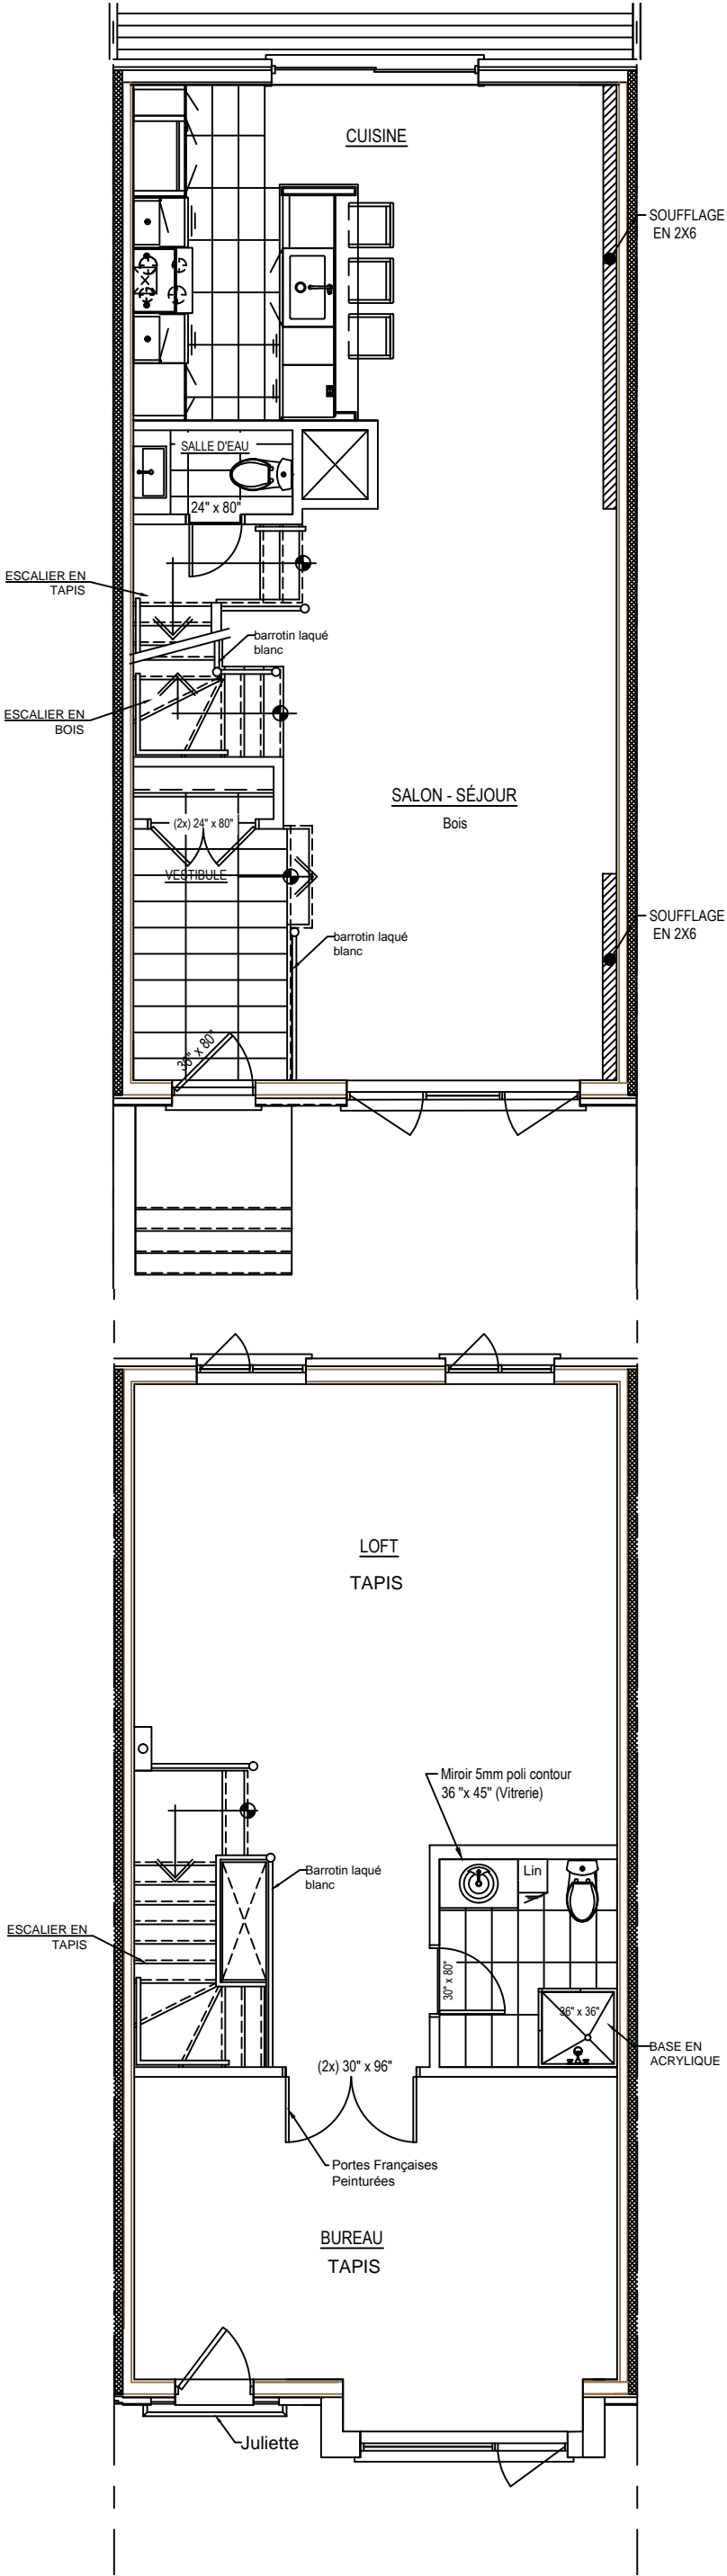 CUISINE
SOUFFLAGE
EN 2X6
SALLE D'EAU
24" x 80"
ESCALIER EN
TAPIS
barrotin laqué
blanc
ESCALIER EN
BOIS
SALON - SÉJOUR
Bois
(2x) 24" x 80"
VESTIBULE
SOUFFLAGE
EN 2X6
barrotin laqué
blanc
36" x 80"
LOFT
TAPIS
Miroir 5mm poli contour
36 "x 45" (Vitrerie)
Lin
Barrotin laqué
blanc
ESCALIER EN
TAPIS
30" x 80"
36" x 36"
BASE EN
ACRYLIQUE
(2x) 30" x 96"
Portes Françaises
Peinturées
BUREAU
TAPIS
Juliette